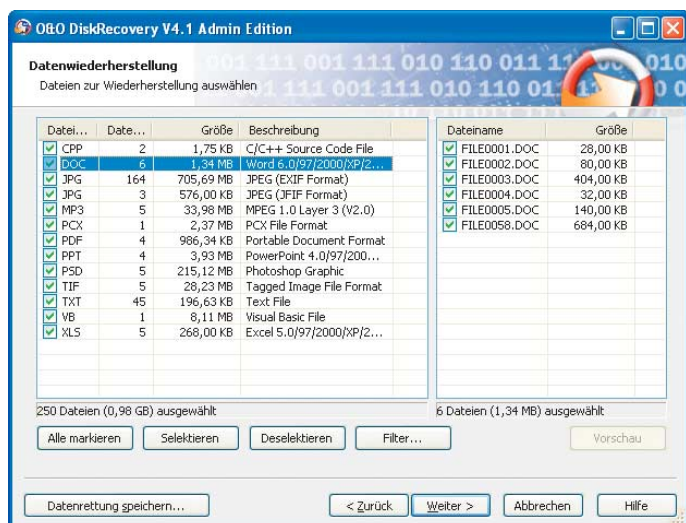 O&O DiskRecovery V4.1 Admin Edition
Datenwiederherstellung
Dateien zur Wiederherstellung auswählen
Datei... Date... Größe Beschreibung
CPP 2 1,75 KB C/C++ Source Code File
DOC 6 1,34 MB Word 6.0/97/2000/XP/2...
JPG 164 705,69 MB JPEG (EXIF Format)
JPG 3 576,00 KB JPEG (JFIF Format)
MP3 5 33,98 MB MPEG 1.0 Layer 3 (V2.0)
PCX 1 2,37 MB PCX File Format
PDF 4 986,34 KB Portable Document Format
PPT 4 3,93 MB PowerPoint 4.0/97/200...
PSD 5 215,12 MB Photoshop Graphic
TIF 5 28,23 MB Tagged Image File Format
TXT 45 196,63 KB Text File
VB 1 8,11 MB Visual Basic File
XLS 5 268,00 KB Excel 5.0/97/2000/XP/2...
250 Dateien (0,98 GB) ausgewählt
Dateiname Größe
FILE0001.DOC 28,00 KB
FILE0002.DOC 80,00 KB
FILE0003.DOC 404,00 KB
FILE0004.DOC 32,00 KB
FILE0005.DOC 140,00 KB
FILE0058.DOC 684,00 KB
6 Dateien (1,34 MB) ausgewählt
Alle markieren Selektieren Deselektieren Filter... Vorschau
Datenrettung speichern... < Zurück Weiter > Abbrechen Hilfe